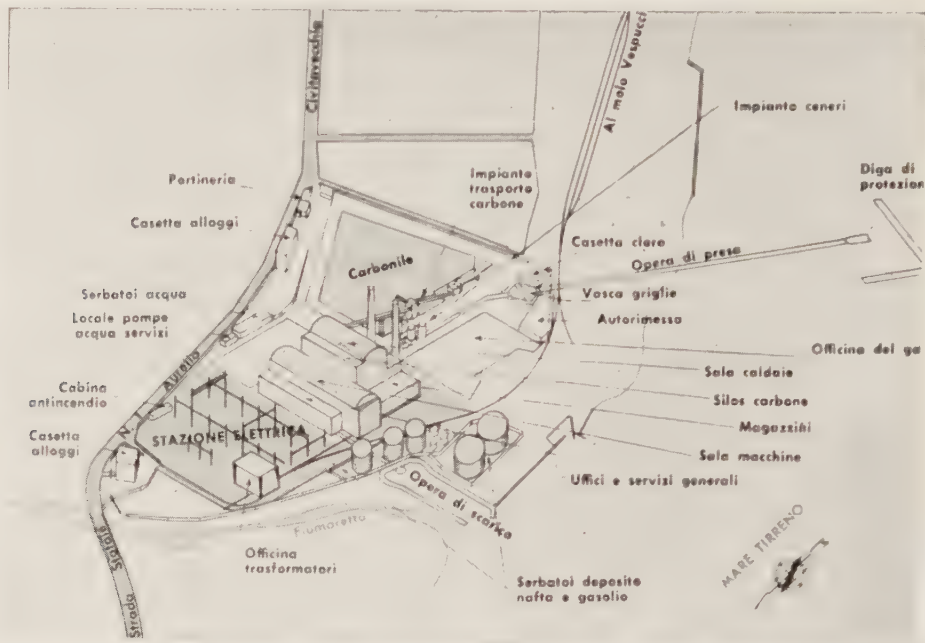 Civitavecchia
Al molo Vespucci
Impianto ceneri
Portineria
Impianto
trasporto
carbone
Diga di
protezion
Casetta alloggi
Casetta cloro
Opera di presa
Carbonile
Serbatoi acqua
Vasca griglie
Locale pompe
acqua servizi
Autorimessa
Officina del ga
Sala caldaie
Cabina
antincendio
Silos carbone
Magazzini
STAZIONE ELETTRICA
Casetta
alloggi
Sala macchine
Uffici e servizi generali
Opera di scarico
Fiumaretta
Officina
trasformatori
Serbatoi deposito
nafta e gasolio
MARE TIRRENO
Strada Statale N. 1 Aurelia